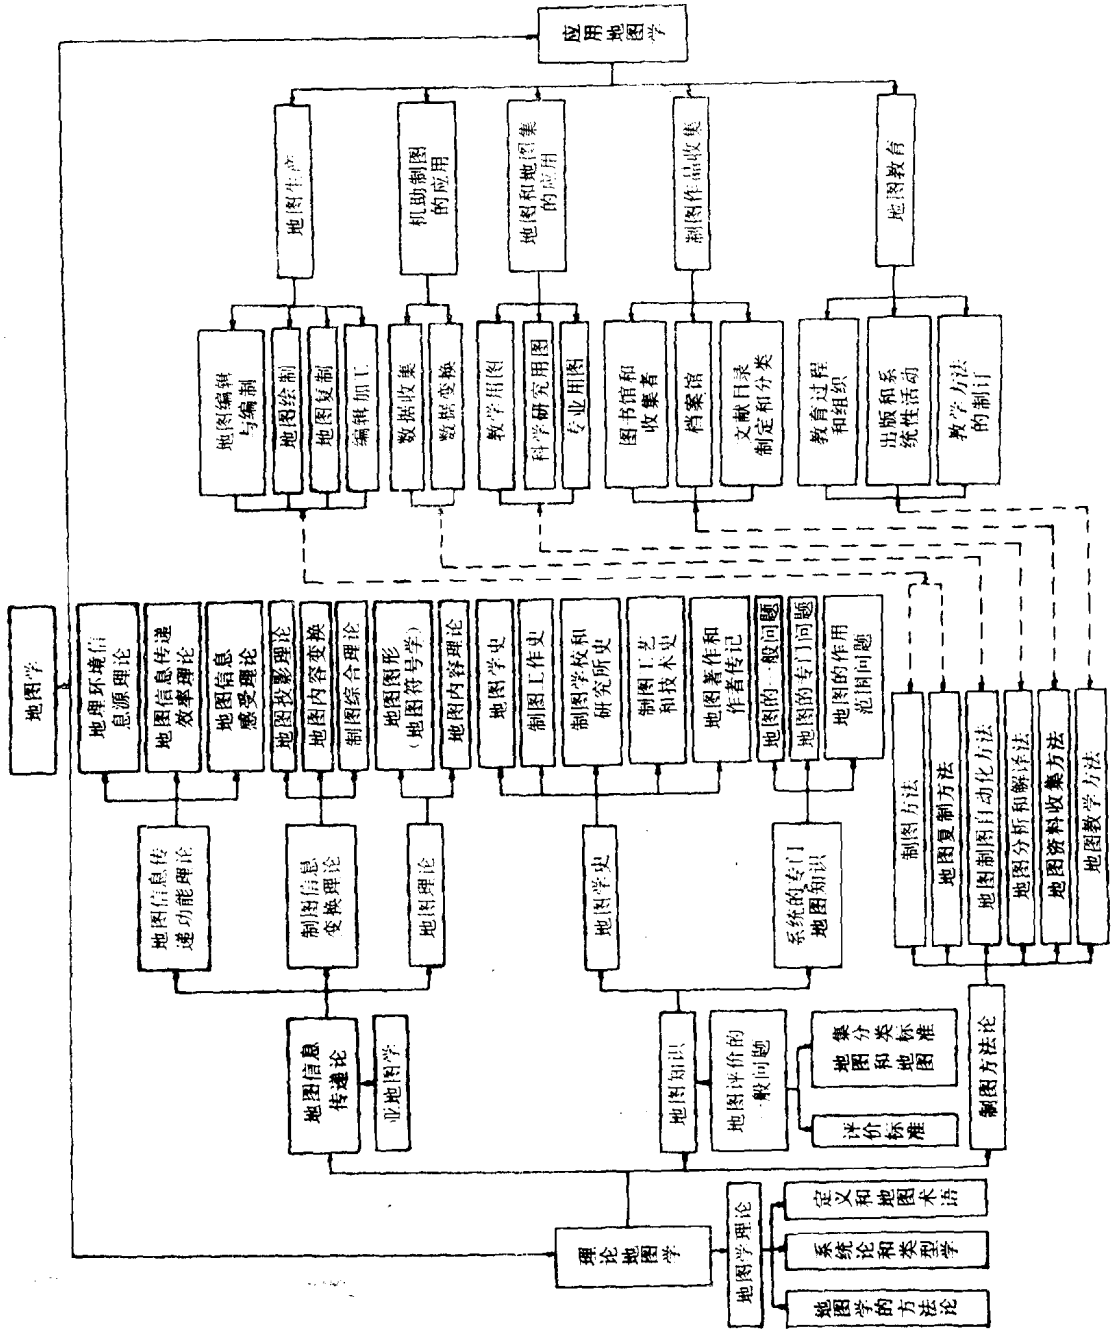 地图学
理论地图学
应用地图学
地图学理论
地图学的方法论
系统论和类型学
定义和地图术语
地图信息
传递论
亚地图学
地图知识
地图评价的
一般问题
评价标准
地图和地图
集分类标准
制图方法论
地图信息传
递功能理论
制图信息
变换理论
地图理论
地图学史
系统的专门
地图知识
地理环境信
息源理论
地图信息传递
效率理论
地图信息
感受理论
地图投影理论
地图内容变换
制图综合理论
地图图形
(地图符号学)
地图内容理论
地图学史
制图工作史
制图学校和
研究所史
制图工艺
和技术史
地图著作和
作者传记
地图的一般问题
地图的专门问题
地图的作用
范围问题
制图方法
地图复制方法
地图制图自动化方法
地图分析和解译法
地图资料收集方法
地图教学方法
地图编辑
与编制
地图绘制
地图复制
编辑加工
数据收集
数据变换
教学用图
科学研究用图
专业用图
图书馆和
收集者
档案馆
文献目录
制定和分类
教育过程
和组织
出版和系
统性活动
教学方法
的制订
地图生产
机助制图
的应用
地图和地图集
的应用
制图作品收集
地图教育